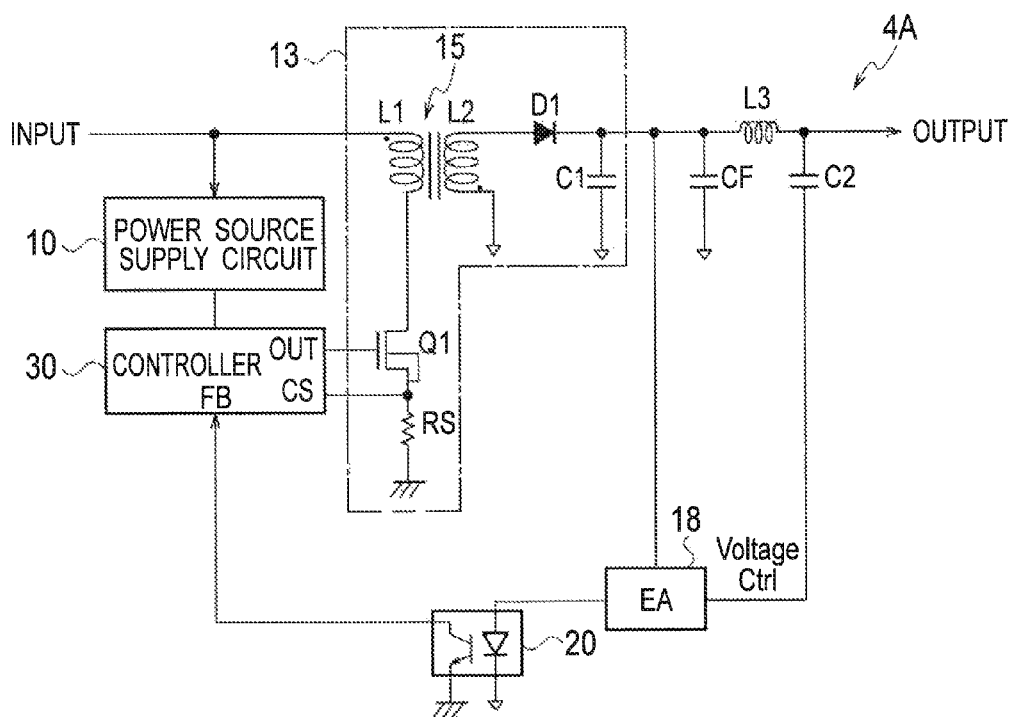 4A
13
15
L1
L2
D1
L3
INPUT
OUTPUT
C1
CF
C2
10
POWER SOURCE
SUPPLY CIRCUIT
30
CONTROLLER
OUT
FB
CS
Q1
RS
18
Voltage
Ctrl
EA
20